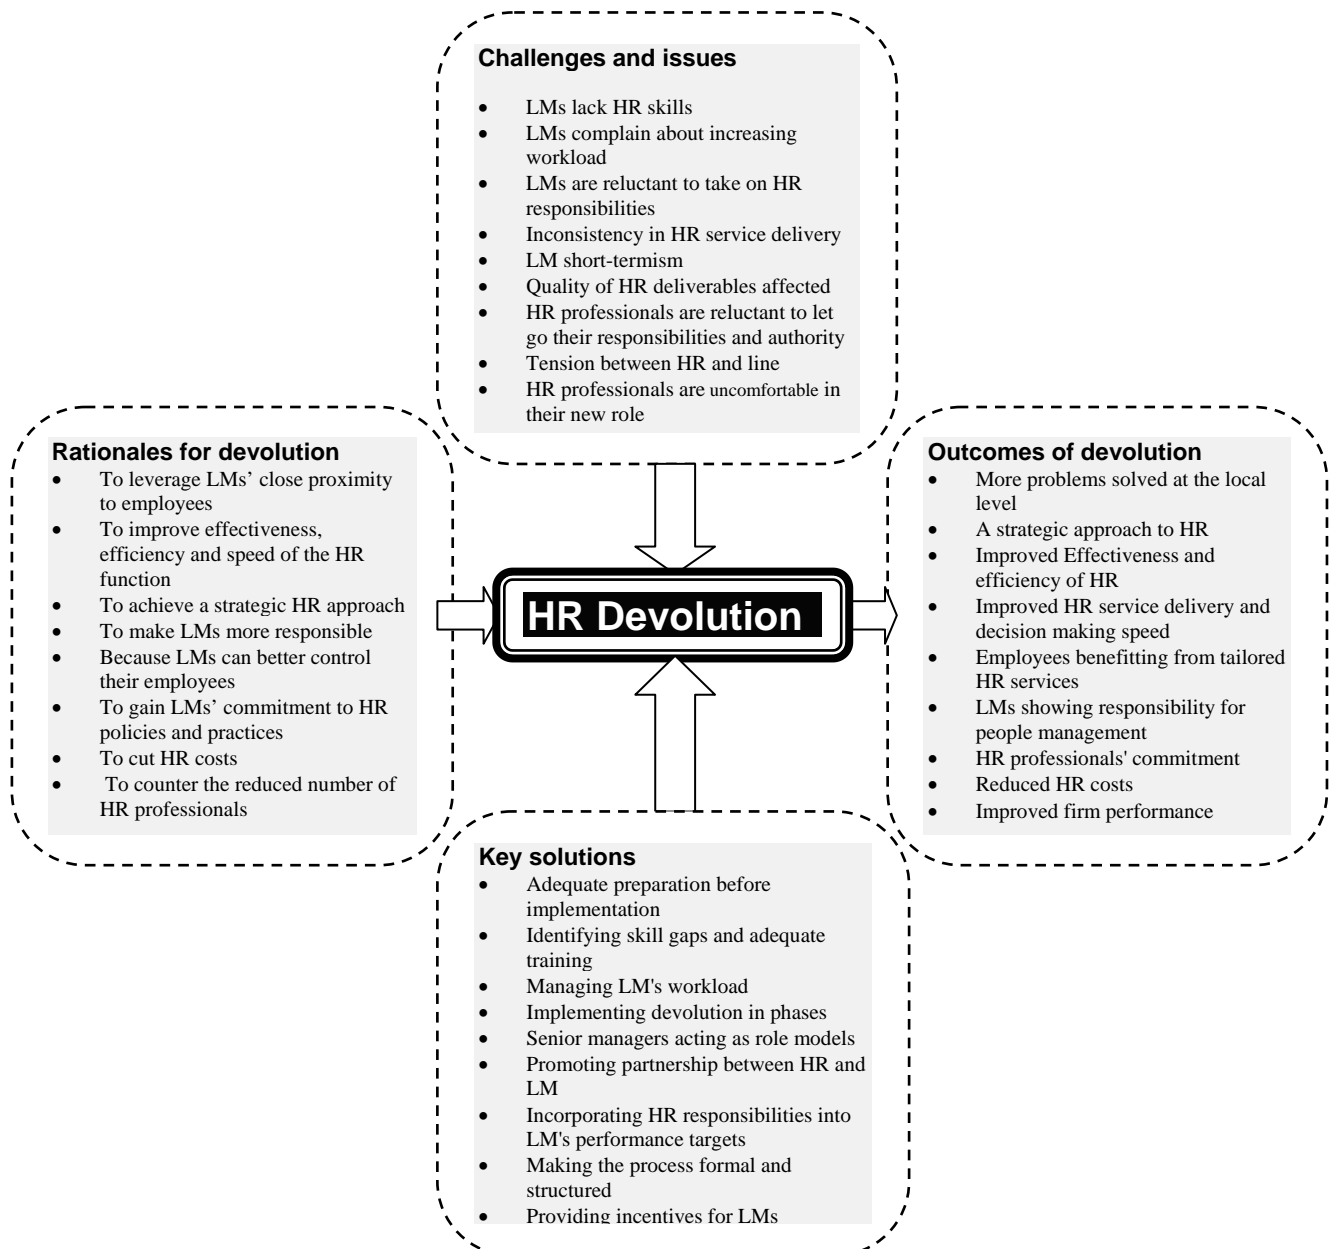 Challenges and issues
• LMs lack HR skills
• LMs complain about increasing
workload
• LMs are reluctant to take on HR
responsibilities
• Inconsistency in HR service delivery
• LM short-termism
• Quality of HR deliverables affected
• HR professionals are reluctant to let
go their responsibilities and authority
• Tension between HR and line
• HR professionals are uncomfortable in
their new role
Rationales for devolution
• To leverage LMs’ close proximity
to employees
• To improve effectiveness,
efficiency and speed of the HR
function
• To achieve a strategic HR approach
• To make LMs more responsible
• Because LMs can better control
their employees
• To gain LMs’ commitment to HR
policies and practices
• To cut HR costs
• To counter the reduced number of
HR professionals
HR Devolution
Outcomes of devolution
• More problems solved at the local
level
• A strategic approach to HR
• Improved Effectiveness and
efficiency of HR
• Improved HR service delivery and
decision making speed
• Employees benefitting from tailored
HR services
• LMs showing responsibility for
people management
• HR professionals' commitment
• Reduced HR costs
• Improved firm performance
Key solutions
• Adequate preparation before
implementation
• Identifying skill gaps and adequate
training
• Managing LM's workload
• Implementing devolution in phases
• Senior managers acting as role models
• Promoting partnership between HR and
LM
• Incorporating HR responsibilities into
LM's performance targets
• Making the process formal and
structured
• Providing incentives for LMs